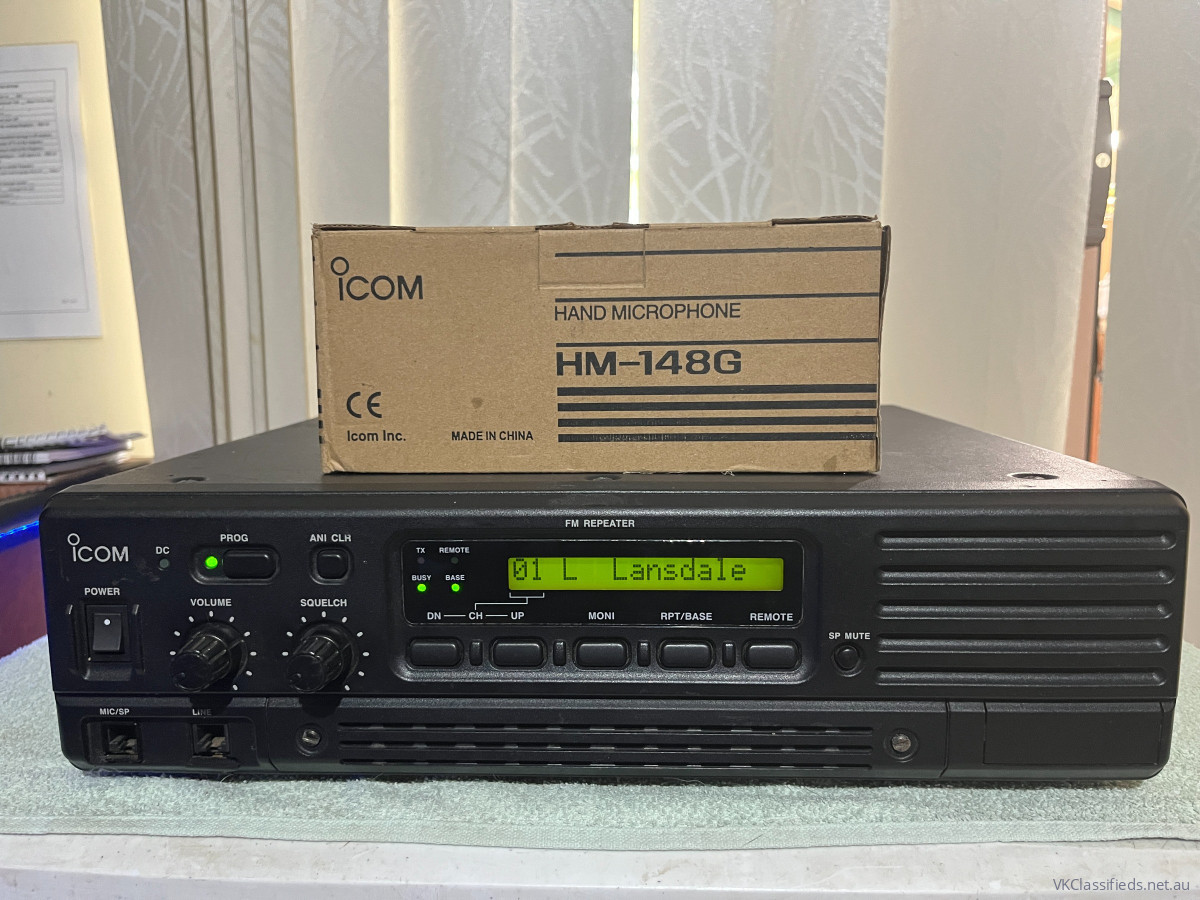 ICOM
HAND MICROPHONE
HM-148G
CE
Icom Inc.
MADE IN CHINA
FM REPEATER
ICOM
DC
PROG
ANI CLR
TX
REMOTE
BUSY
BASE
01 L Lansdale
POWER
VOLUME
SQUELCH
DN
CH
UP
MONI
RPT/BASE
REMOTE
SP MUTE
MIC/SP
LINE
VKClassifieds.net.au